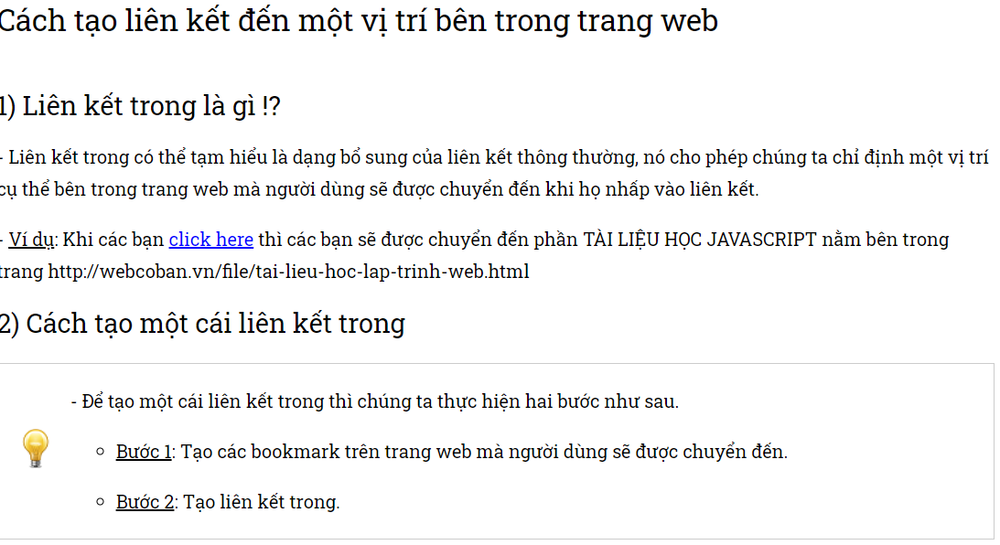 Cách tạo liên kết đến một vị trí bên trong trang web
1) Liên kết trong là gì !?
- Liên kết trong có thể tạm hiểu là dạng bổ sung của liên kết thông thường, nó cho phép chúng ta chỉ định một vị trí
cụ thể bên trong trang web mà người dùng sẽ được chuyển đến khi họ nhấp vào liên kết.
- Ví dụ: Khi các bạn click here thì các bạn sẽ được chuyển đến phần TÀI LIỆU HỌC JAVASCRIPT nằm bên trong
trang http://webcoban.vn/file/tai-lieu-hoc-lap-trinh-web.html
2) Cách tạo một cái liên kết trong
- Để tạo một cái liên kết trong thì chúng ta thực hiện hai bước như sau.
Bước 1: Tạo các bookmark trên trang web mà người dùng sẽ được chuyển đến.
Bước 2: Tạo liên kết trong.